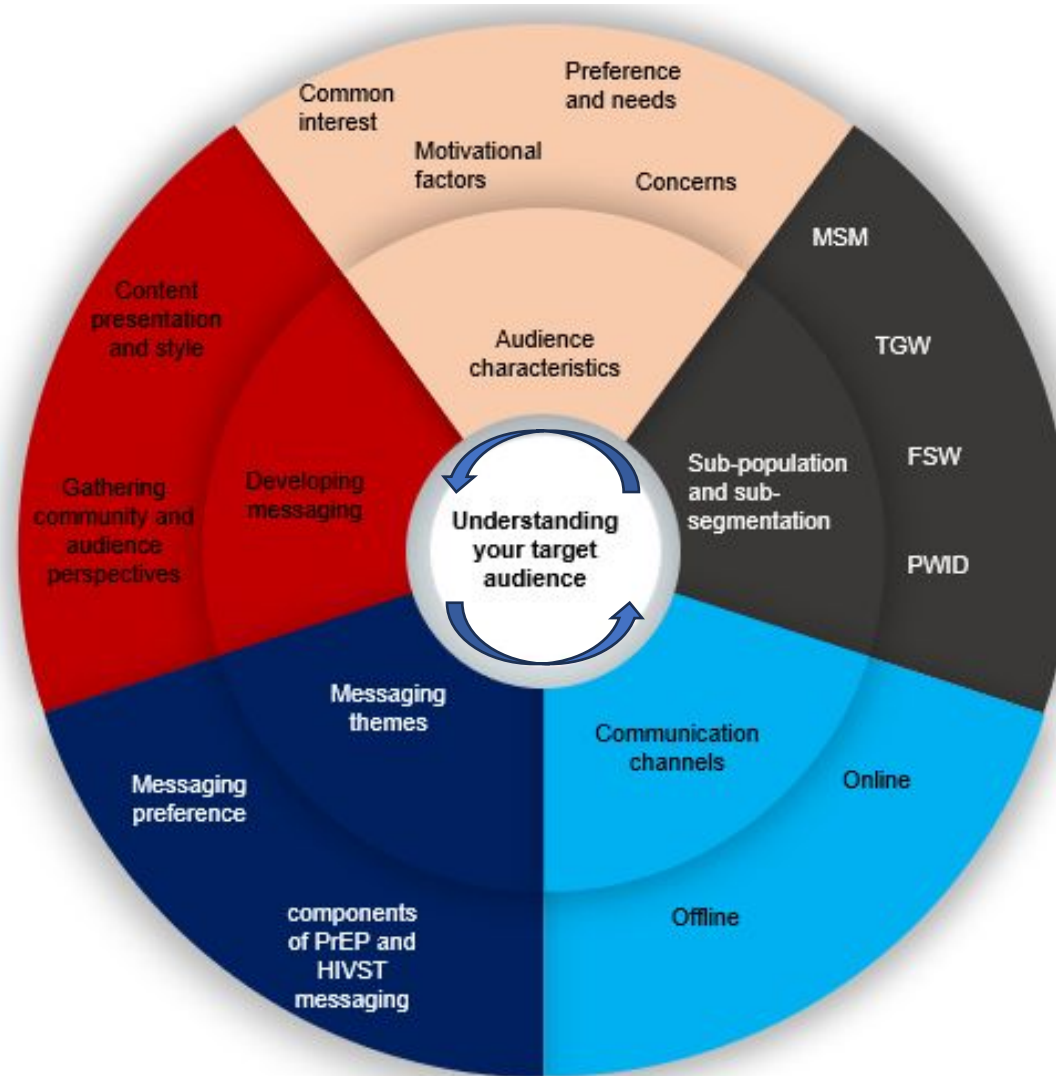 Common
interest
Preference
and needs
Motivational
factors
Concerns
Audience
characteristics
MSM
TGW
FSW
PWID
Sub-population
and sub-
segmentation
Communication
channels
Online
Offline
Messaging
themes
Messaging
preference
components
of PrEP and
HIVST
messaging
Developing
messaging
Content
presentation
and style
Gathering
community and
audience
perspectives
Understanding
your target
audience